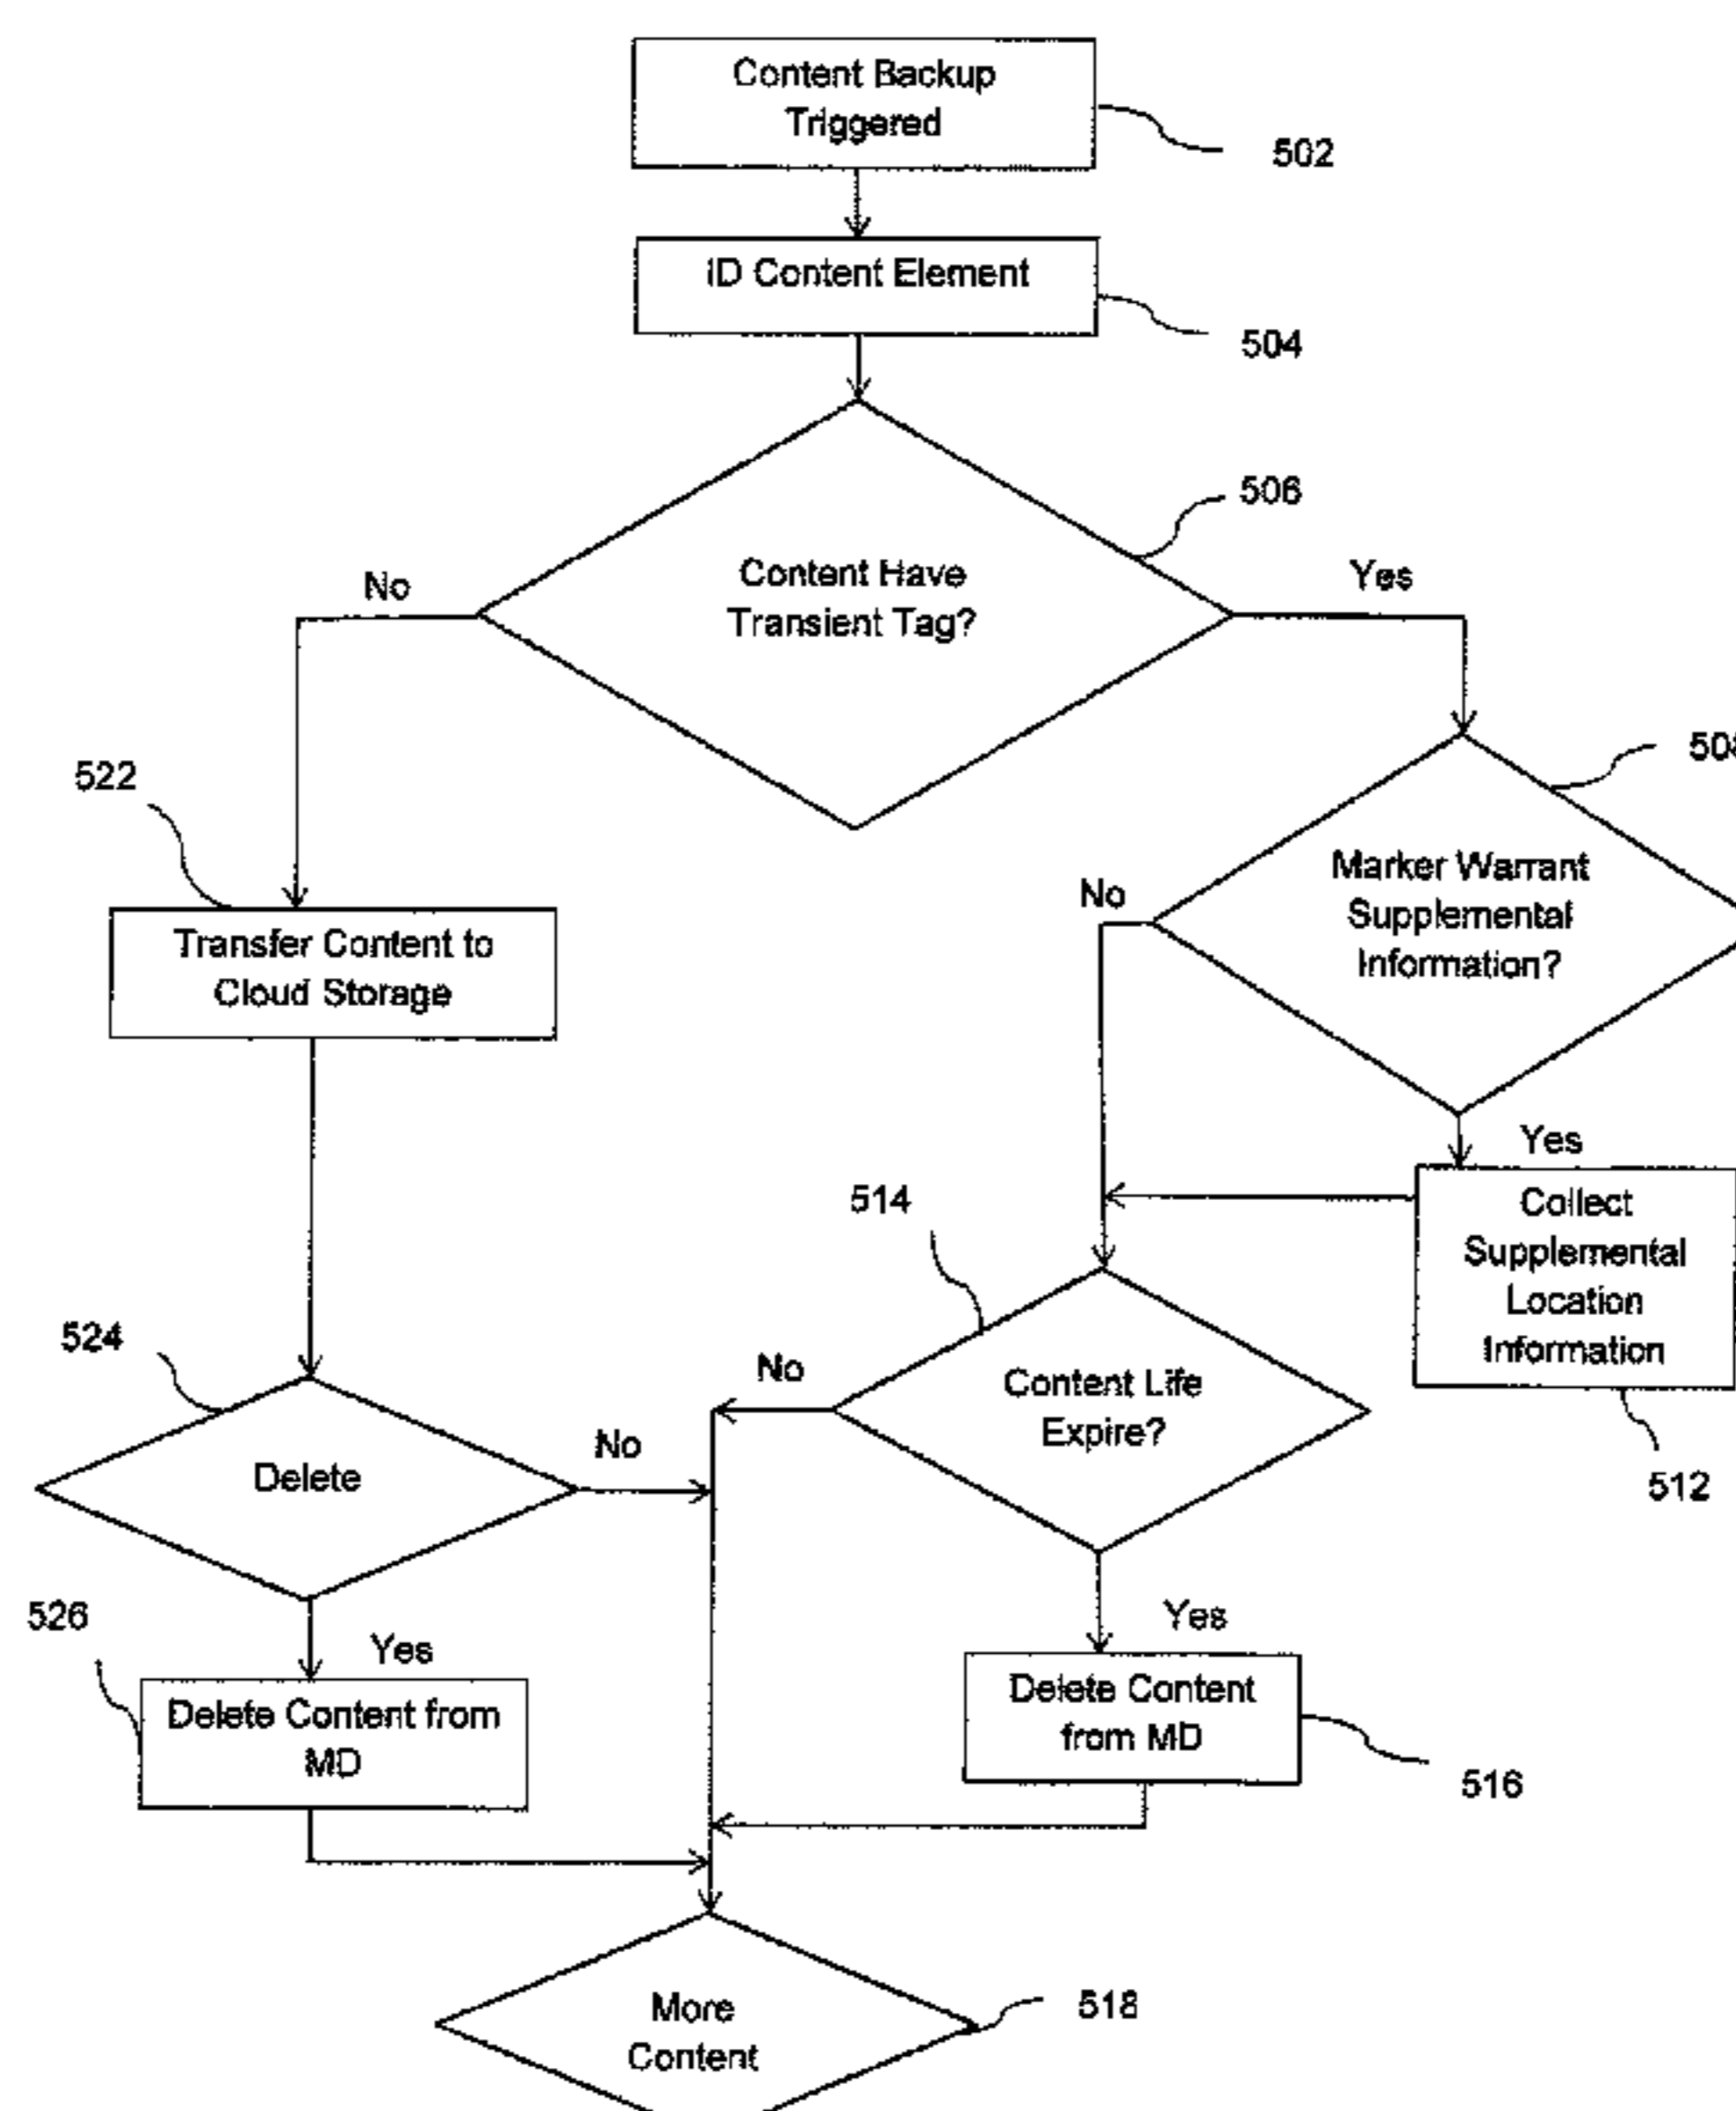 Content Backup
Triggered
502
ID Content Element
504
506
Content Have
Transient Tag?
No
Yes
522
Transfer Content to
Cloud Storage
Marker Warrant
Supplemental
Information?
No
Yes
Collect
Supplemental
Location
Information
512
514
Content Life
Expire?
No
Yes
Delete Content
from MD
516
524
Delete
No
Yes
526
Delete Content from
MD
More
Content
518